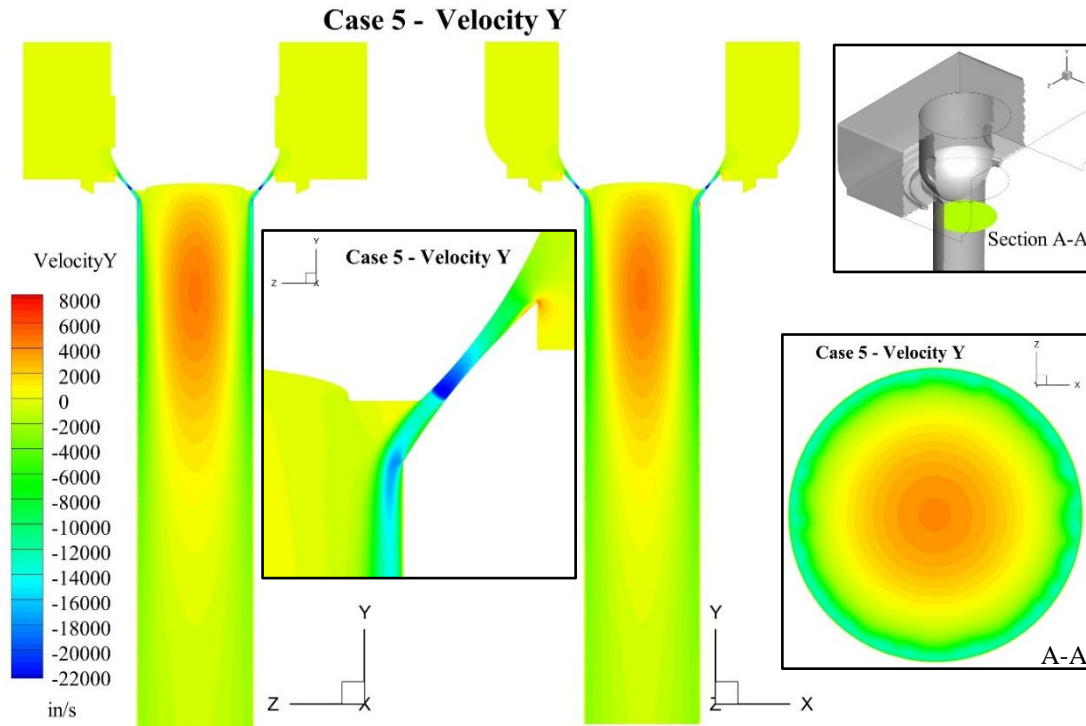 Case 5 - Velocity Y
Y
Z
X
Section A-A
VelocityY
8000
6000
4000
2000
0
-2000
-4000
-6000
-8000
-10000
-12000
-14000
-16000
-18000
-20000
-22000
in/s
Y
Z
X
Case 5 - Velocity Y
Case 5 - Velocity Y
Z
Y
X
A-A
Y
Z
X
Y
Z
X